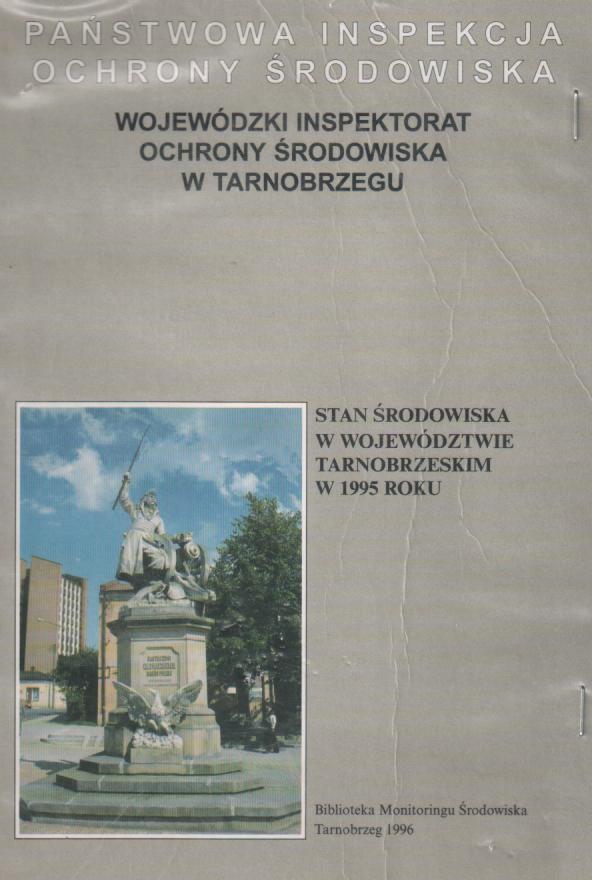 PAŃSTWOWA INSPEKCJA
OCHRONY ŚRODOWISKA
WOJEWÓDZKI INSPEKTORAT
OCHRONY ŚRODOWISKA
W TARNOBRZEGU
STAN ŚRODOWISKA
W WOJEWÓDZTWIE
TARNOBRZESKIM
W 1995 ROKU
Biblioteka Monitoringu Środowiska
Tarnobrzeg 1996